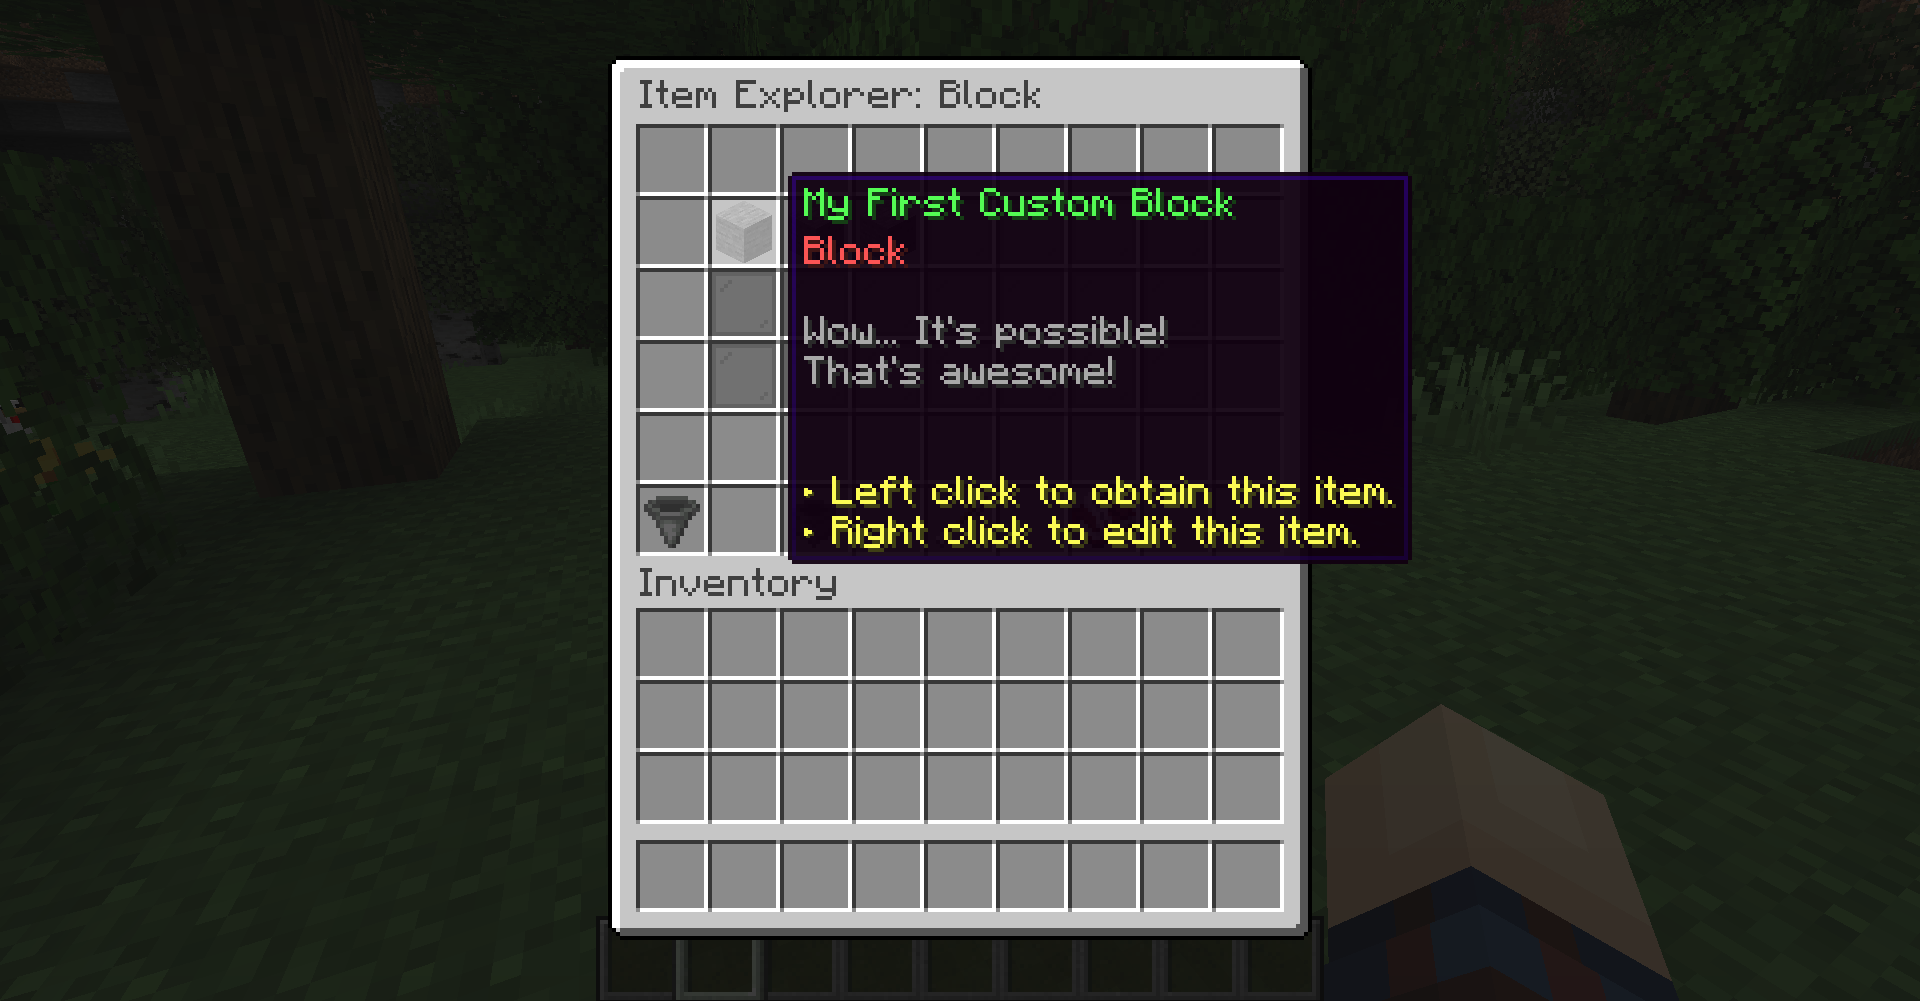 Item Explorer: Block
My First Custom Block
Block
Wow... It's possible!
That's awesome!
‣ Left click to obtain this item.
‣ Right click to edit this item.
Inventory